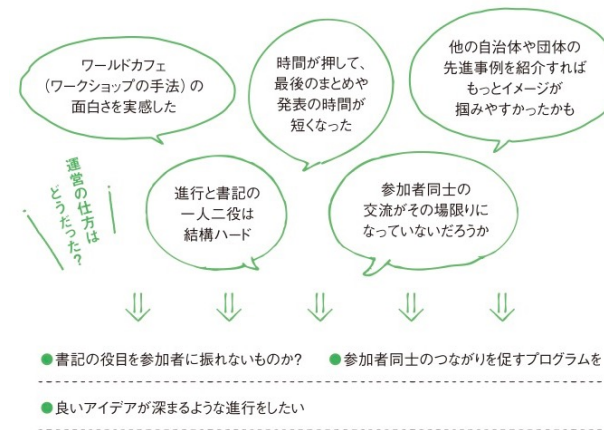 ワールドカフェ
（ワークショップの手法）の
面白さを実感した
時間が押して、
最後のまとめや
発表の時間が
短くなった
他の自治体や団体の
先進事例を紹介すれば
もっとイメージが
掴みやすかったかも
運営の仕方は
どうだった？
進行と書記の
一人二役は
結構ハード
参加者同士の
交流がその場限りに
なっていないだろうか
●書記の役目を参加者に振れないものか？ ●参加者同士のつながりを促すプログラムを
●良いアイデアが深まるような進行をしたい